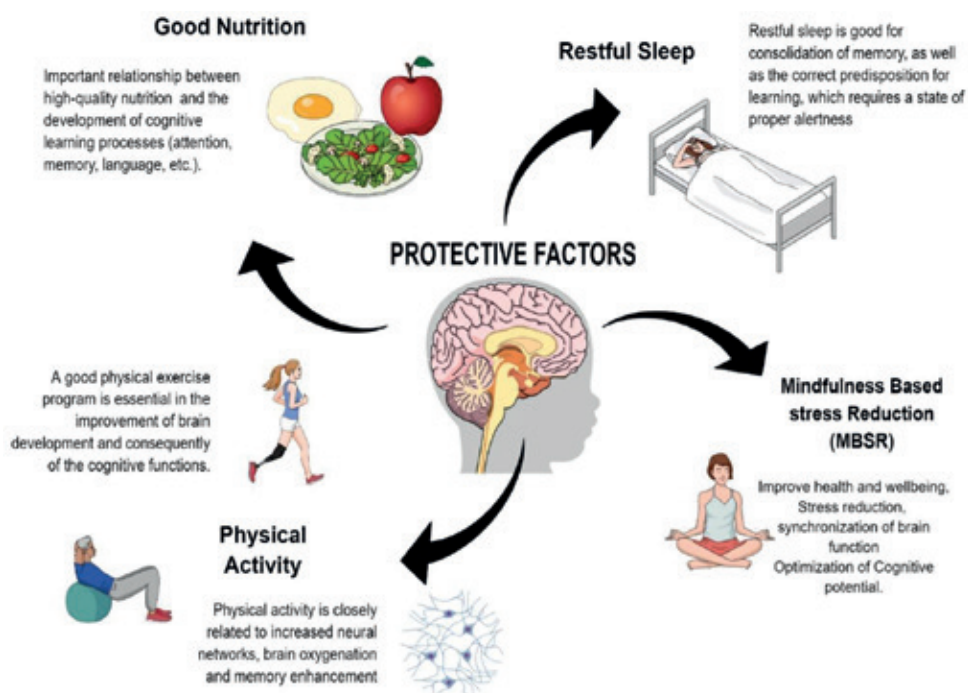 Good Nutrition
Important relationship between
high-quality nutrition and the
development of cognitive
learning processes (attention,
memory, language, etc.).
Restful Sleep
Restful sleep is good for
consolidation of memory, as well
as the correct predisposition for
learning, which requires a state of
proper alertness
PROTECTIVE FACTORS
A good physical exercise
program is essential in the
improvement of brain
development and consequently
of the cognitive functions.
Mindfulness Based
stress Reduction
(MBSR)
Improve health and wellbeing,
Stress reduction,
synchronization of brain
function
Optimization of Cognitive
potential.
Physical
Activity
Physical activity is closely
related to increased neural
networks, brain oxygenation
and memory enhancement